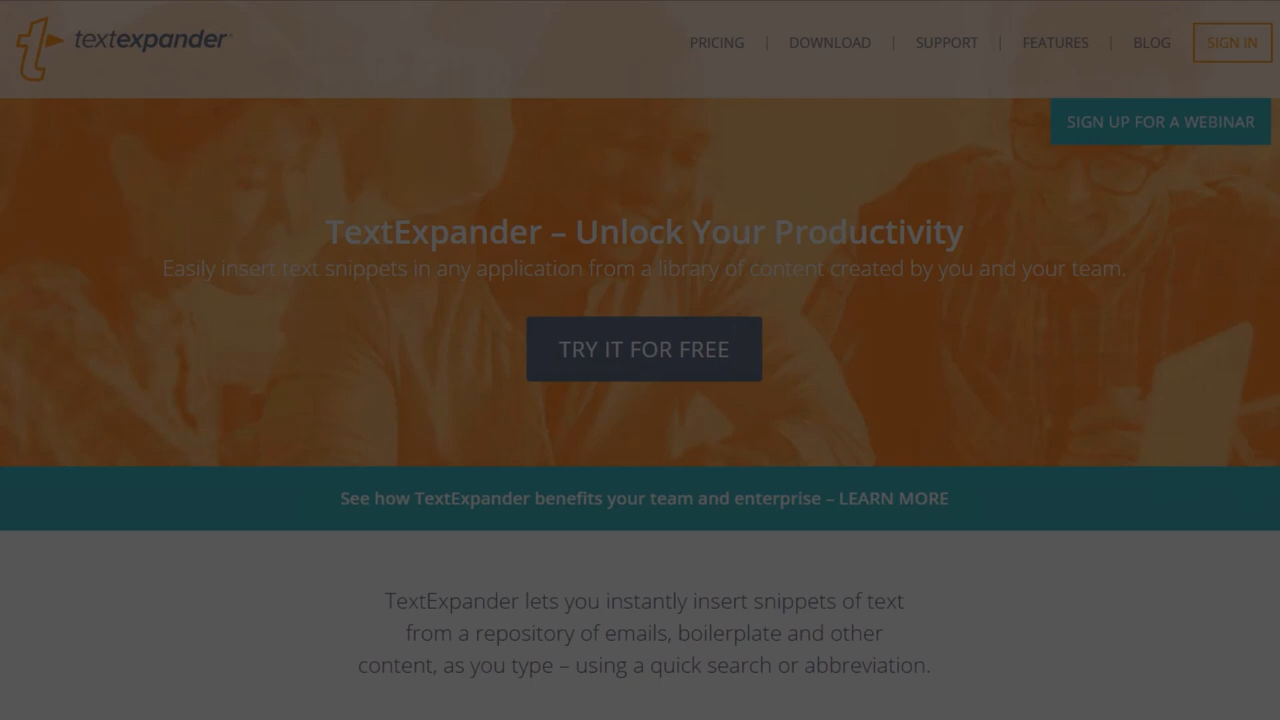 textexpander
PRICING | DOWNLOAD | SUPPORT | FEATURES | BLOG SIGN IN
SIGN UP FOR A WEBINAR
TextExpander – Unlock Your Productivity
Easily insert text snippets in any application from a library of content created by you and your team.
TRY IT FOR FREE
See how TextExpander benefits your team and enterprise – LEARN MORE
TextExpander lets you instantly insert snippets of text
from a repository of emails, boilerplate and other
content, as you type – using a quick search or abbreviation.